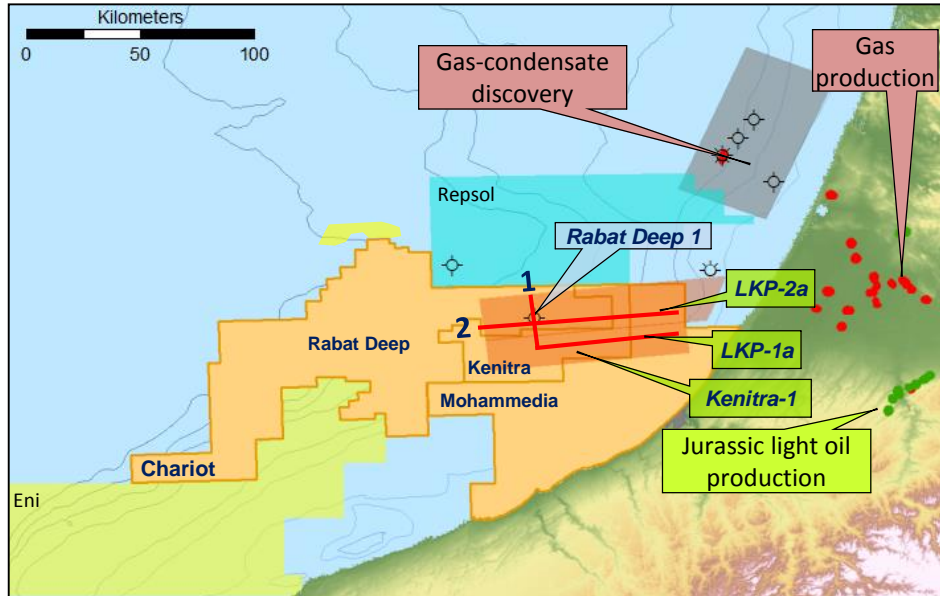 Kilometers
0 50 100
Gas-condensate
discovery
Gas
production
Repsol
Rabat Deep 1
1
LKP-2a
2
Rabat Deep
LKP-1a
Kenitra
Kenitra-1
Mohammedia
Jurassic light oil
production
Chariot
Eni